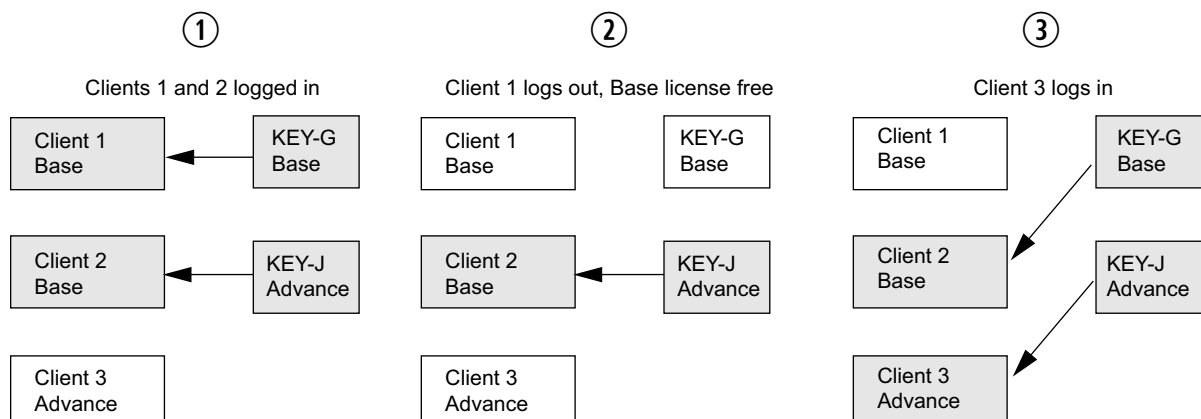 1
Clients 1 and 2 logged in
Client 1
Base
KEY-G
Base
Client 2
Base
KEY-J
Advance
Client 3
Advance
2
Client 1 logs out, Base license free
Client 1
Base
KEY-G
Base
Client 2
Base
KEY-J
Advance
Client 3
Advance
3
Client 3 logs in
Client 1
Base
KEY-G
Base
Client 2
Base
KEY-J
Advance
Client 3
Advance